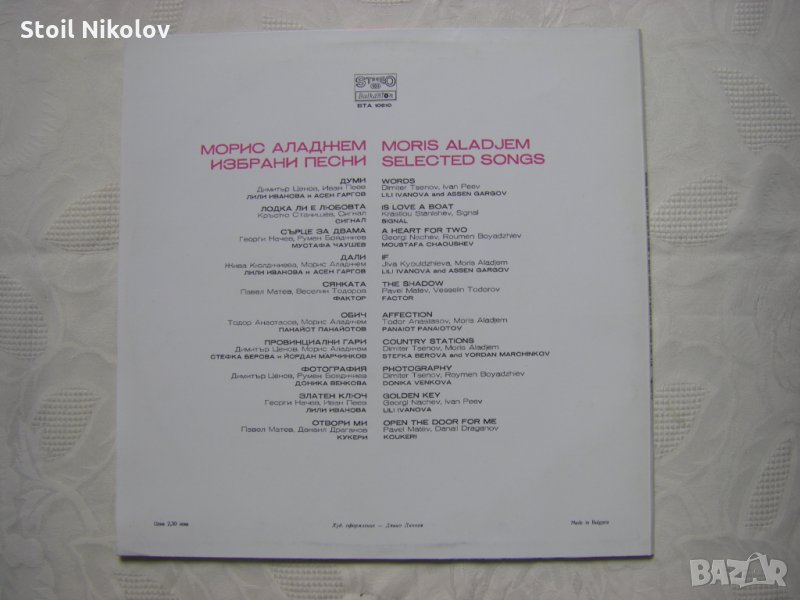 Stoil Nikolov
STEREO
Balkanton
ВТА 10610
МОРИС АЛАДЖЕМ
ИЗБРАНИ ПЕСНИ
MORIS ALADJEM
SELECTED SONGS
ДУМИ
Димитър Ценов, Иван Пеев
ЛИЛИ ИВАНОВА и АСЕН ГАРГОВ
ЛОДКА ЛИ Е ЛЮБОВТА
Кръстю Станишев, Сигнал
СИГНАЛ
СЪРЦЕ ЗА ДВАМА
Георги Начев, Румен Бояджиев
МУСТАФА ЧАУШЕВ
ДАЛИ
Жива Кюлджиева, Морис Аладжем
ЛИЛИ ИВАНОВА и АСЕН ГАРГОВ
СЯНКАТА
Павел Матев, Веселин Тодоров
ФАКТОР
ОБИЧ
Тодор Анастасов, Морис Аладжем
ПАНАЙОТ ПАНАЙОТОВ
ПРОВИНЦИАЛНИ ГАРИ
Димитър Ценов, Морис Аладжем
СТЕФКА БЕРОВА и ЙОРДАН МАРЧИНКОВ
ФОТОГРАФИЯ
Димитър Ценов, Румен Бояджиев
ДОНИКА ВЕНКОВА
ЗЛАТЕН КЛЮЧ
Георги Начев, Иван Пеев
ЛИЛИ ИВАНОВА
ОТВОРИ МИ
Павел Матев, Данаил Драганов
КУКЕРИ
WORDS
Dimiter Tsenov, Ivan Peev
LILI IVANOVA and ASSEN GARGOV
IS LOVE A BOAT
Krastiou Stanishev, Signal
SIGNAL
A HEART FOR TWO
Georgi Nachev, Roumen Boyadzhiev
MOUSTAFA CHAOUSHEV
IF
Jiva Kyouldzhieva, Moris Aladjem
LILI IVANOVA and ASSEN GARGOV
THE SHADOW
Pavel Matev, Vesselin Todorov
FACTOR
AFFECTION
Todor Anastasov, Moris Aladjem
PANAIOT PANAIOTOV
COUNTRY STATIONS
Dimiter Tsenov, Moris Aladjem
STEFKA BEROVA and YORDAN MARCHINKOV
PHOTOGRAPHY
Dimiter Tsenov, Roymen Boyadzhiev
DONIKA VENKOVA
GOLDEN KEY
Georgi Nachev, Ivan Peev
LILI IVANOVA
OPEN THE DOOR FOR ME
Pavel Matev, Danail Draganov
KOUKERI
Цена 2,30 лева
Худ. оформление —
Made in Bulgaria
BAZAR